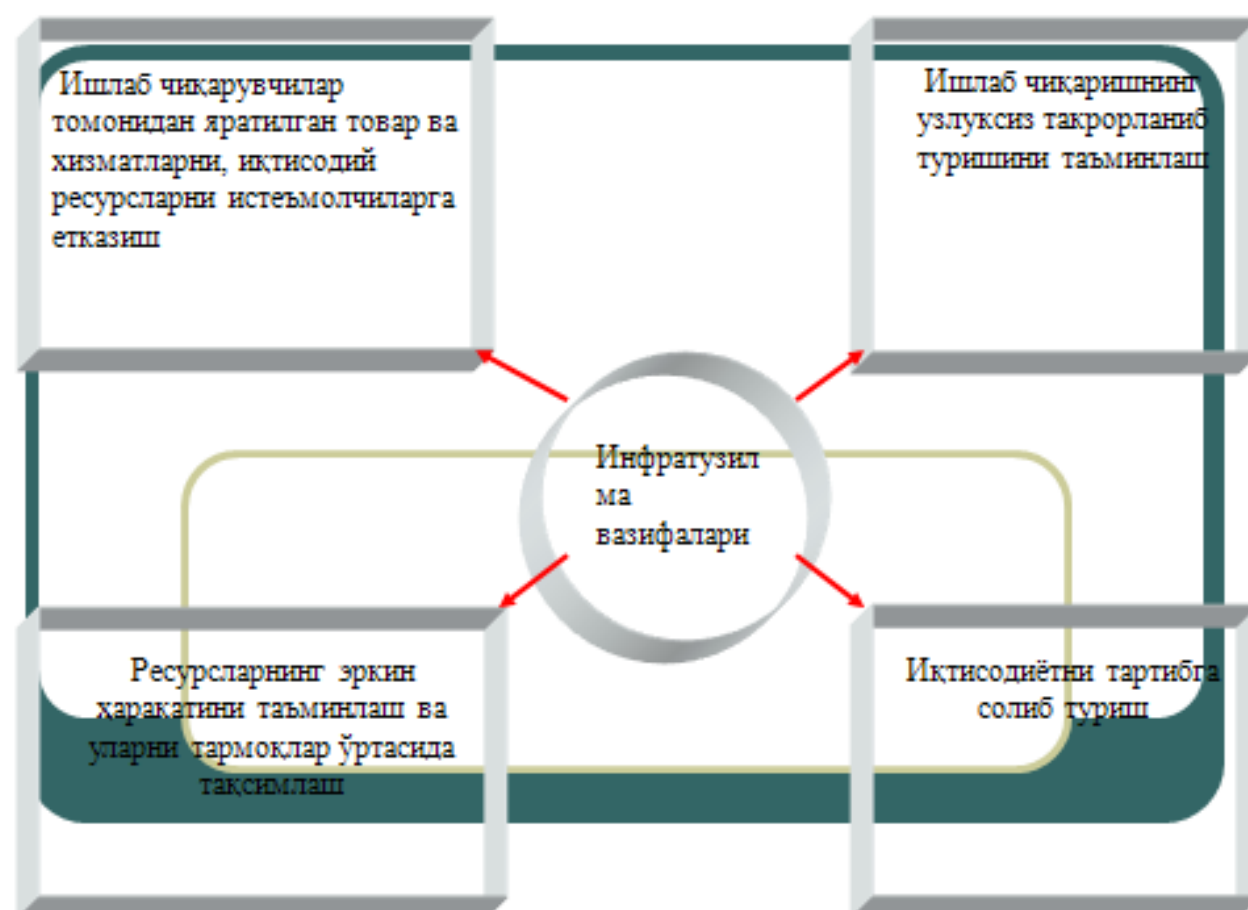 Ишлаб чиқарувчилар
томонидан яратилган товар ва
хизматларни, иқтисодий
ресурсларни истеъмолчиларга
етказиш
Ишлаб чиқаришнинг
узлуксиз такрорланиб
туришини таъминлаш
Инфратузил
ма
вазифалари
Ресурсларнинг эркин
ҳаракатини таъминлаш ва
уларни тармоқлар ўртасида
тақсимлаш
Иқтисодиётни тартибга
солиб туриш